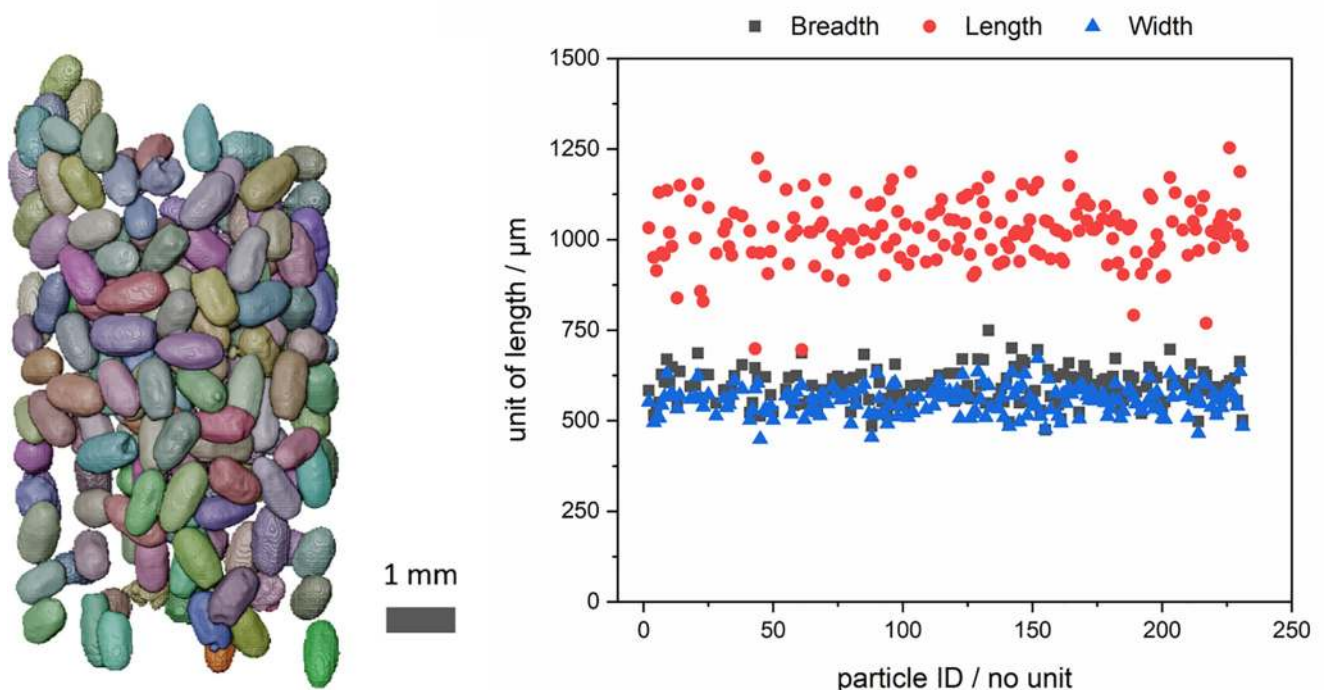 1 mm
Breadth Length Width
1500
1250
1000
750
500
250
0
unit of length / µm
0 50 100 150 200 250
particle ID / no unit